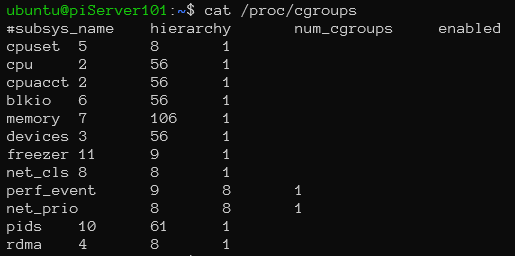 ubuntu@piServer101:~$ cat /proc/cgroups
#subsys_name hierarchy num_cgroups enabled
cpuset 5 8 1
cpu 2 56 1
cpuacct 2 56 1
blkio 6 56 1
memory 7 106 1
devices 3 56 1
freezer 11 9 1
net_cls 8 8 1
perf_event 9 8 1
net_prio 8 8 1
pids 10 61 1
rdma 4 8 1